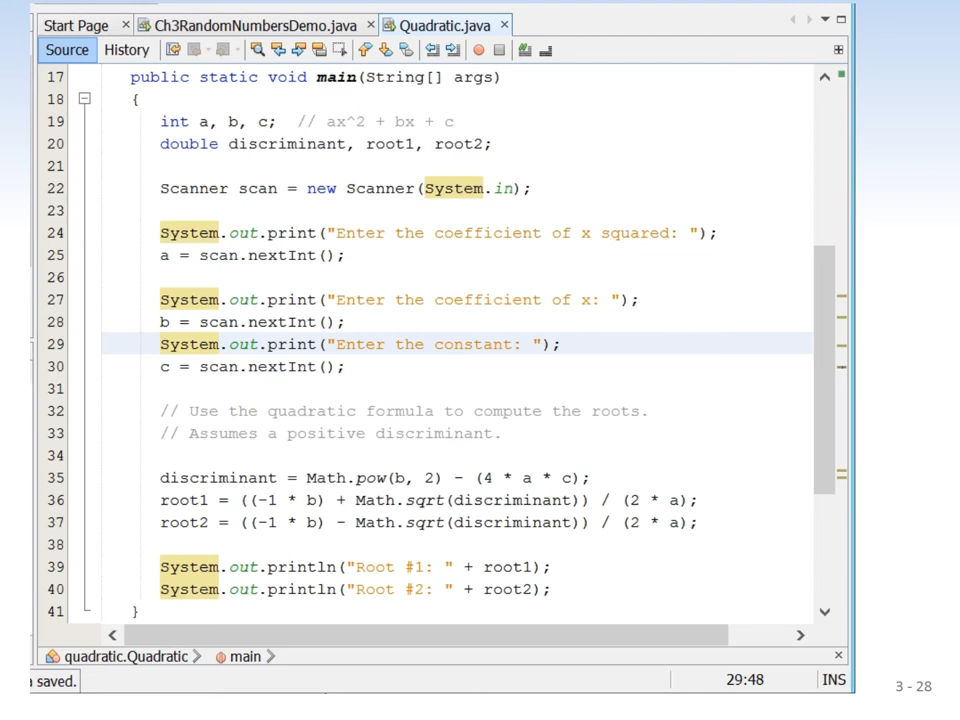 Start Page × Ch3RandomNumbersDemo.java × Quadratic.java ×
Source History
17 public static void main(String[] args)
18 {
19 int a, b, c; // ax^2 + bx + c
20 double discriminant, root1, root2;
21
22 Scanner scan = new Scanner(System.in);
23
24 System.out.print("Enter the coefficient of x squared: ");
25 a = scan.nextInt();
26
27 System.out.print("Enter the coefficient of x: ");
28 b = scan.nextInt();
29 System.out.print("Enter the constant: ");
30 c = scan.nextInt();
31
32 // Use the quadratic formula to compute the roots.
33 // Assumes a positive discriminant.
34
35 discriminant = Math.pow(b, 2) - (4 * a * c);
36 root1 = ((-1 * b) + Math.sqrt(discriminant)) / (2 * a);
37 root2 = ((-1 * b) - Math.sqrt(discriminant)) / (2 * a);
38
39 System.out.println("Root #1: " + root1);
40 System.out.println("Root #2: " + root2);
41 }
quadratic.Quadratic main
a saved. 29:48 INS
3 - 28